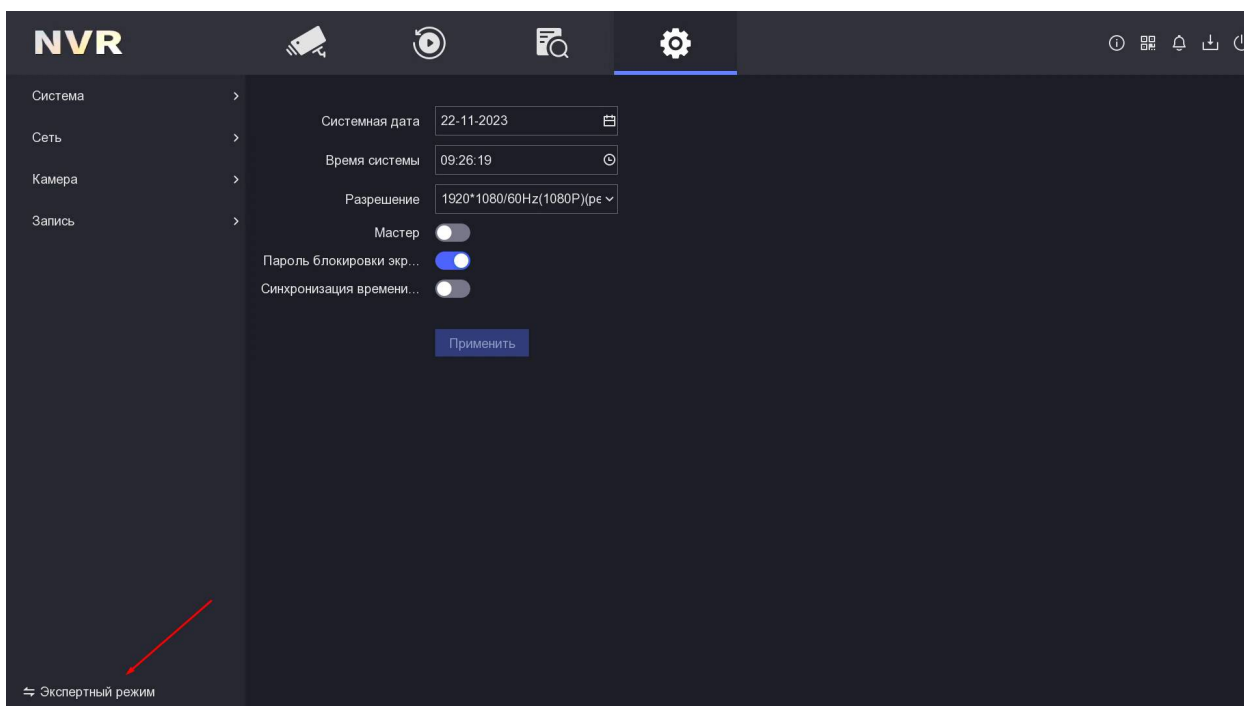 NVR
Система
Сеть
Камера
Запись
Системная дата 22-11-2023
Время системы 09:26:19
Разрешение 1920*1080/60Hz(1080P)(ре
Мастер
Пароль блокировки экр...
Синхронизация времени...
Применить
Экспертный режим